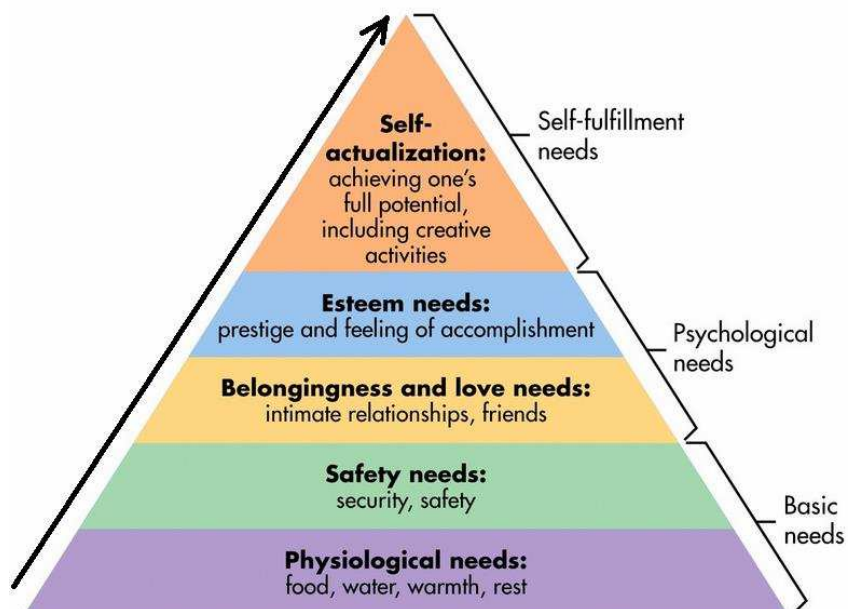 Self-
actualization:
achieving one's
full potential,
including creative
activities
Self-fulfillment
needs
Esteem needs:
prestige and feeling of accomplishment
Psychological
needs
Belongingness and love needs:
intimate relationships, friends
Safety needs:
security, safety
Basic
needs
Physiological needs:
food, water, warmth, rest